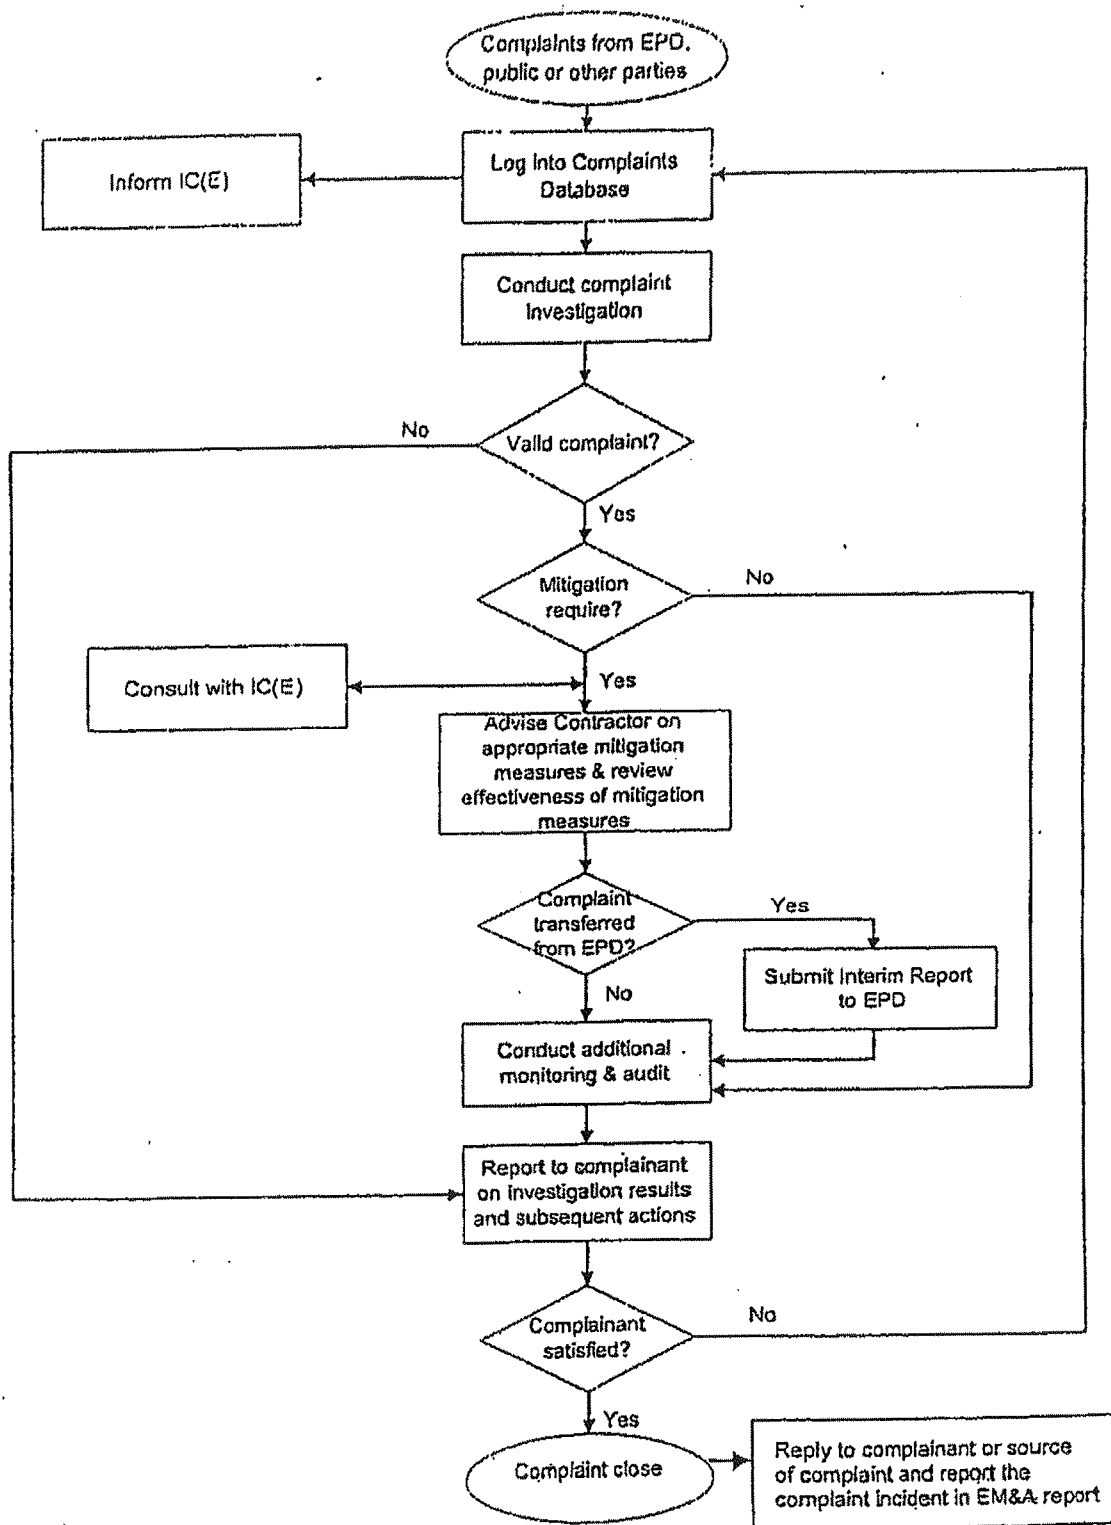 Complaints from EPD,
public or other parties
Log Into Complaints
Database
Inform IC(E)
Conduct complaint
Investigation
Valid complaint?
No
Yes
Mitigation
require?
No
Yes
Consult with IC(E)
Advise Contractor on
appropriate mitigation
measures & review
effectiveness of mitigation
measures
Complaint
transferred
from EPD?
Yes
No
Submit Interim Report
to EPD
Conduct additional
monitoring & audit
Report to complainant
on investigation results
and subsequent actions
Complainant
satisfied?
No
Yes
Complaint close
Reply to complainant or source
of complaint and report the
complaint incident in EM&A report